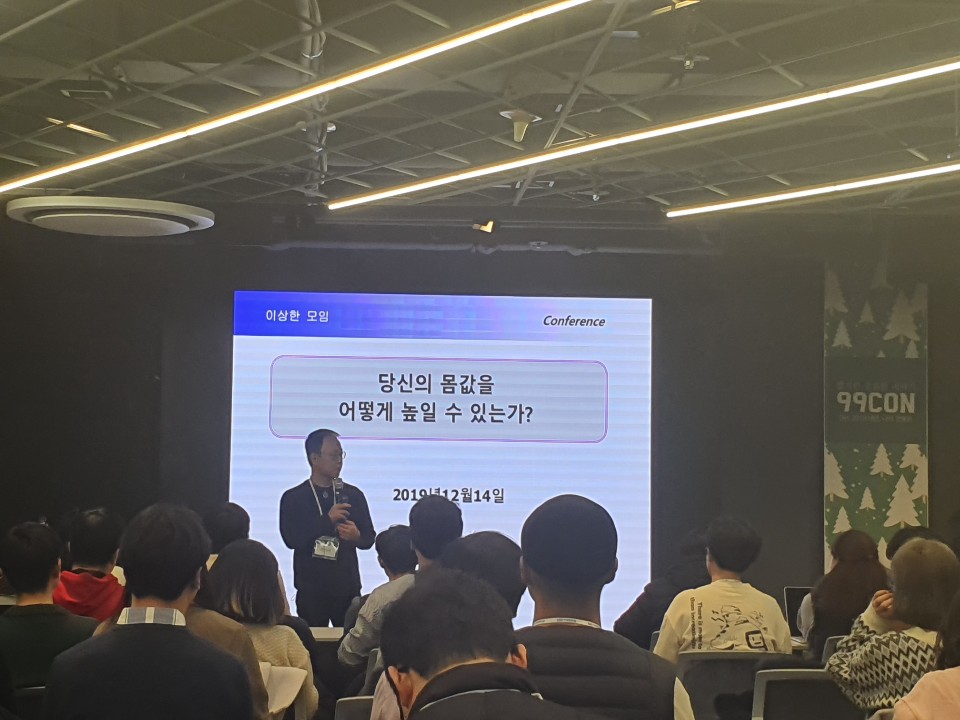 이상한 모임
Conference
당신의 몸값을
어떻게 높일 수 있는가?
2019년12월14일
99CON